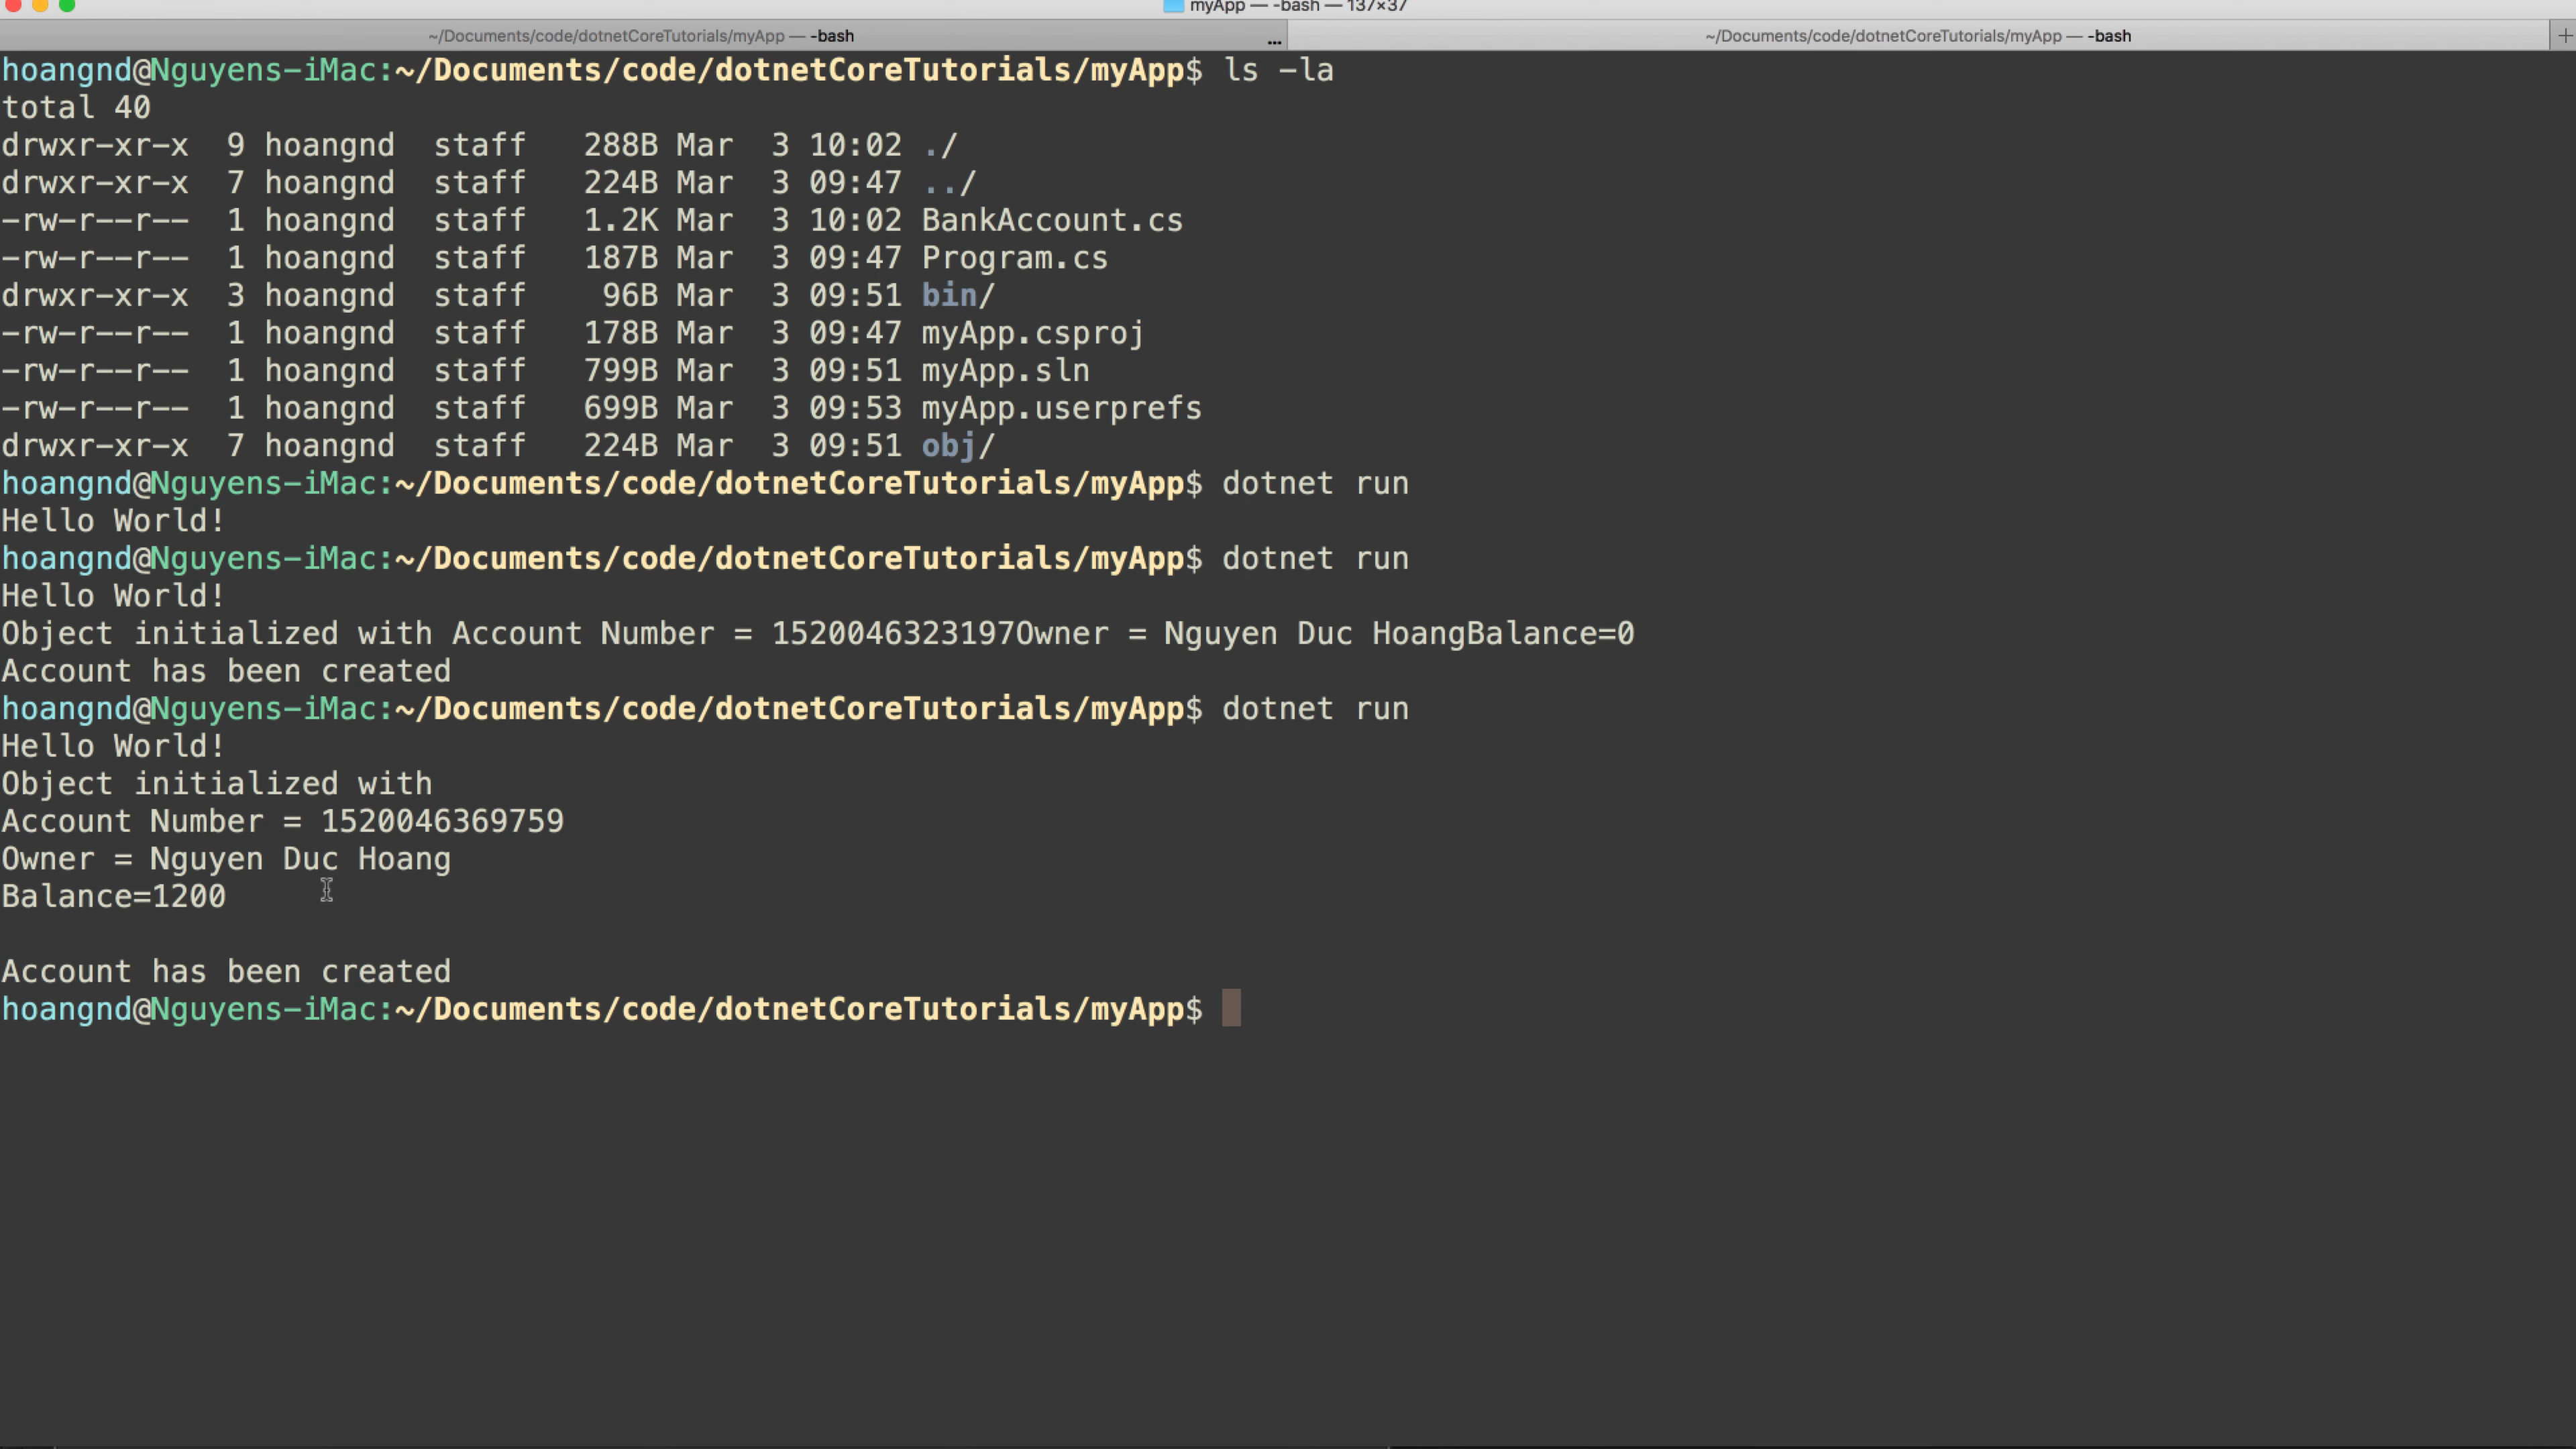 myApp — -bash — 137×37
~/Documents/code/dotnetCoreTutorials/myApp — -bash ... ~/Documents/code/dotnetCoreTutorials/myApp — -bash +
hoangnd@Nguyens-iMac:~/Documents/code/dotnetCoreTutorials/myApp$ ls -la
total 40
drwxr-xr-x  9 hoangnd  staff   288B Mar  3 10:02 ./
drwxr-xr-x  7 hoangnd  staff   224B Mar  3 09:47 ../
-rw-r--r--  1 hoangnd  staff   1.2K Mar  3 10:02 BankAccount.cs
-rw-r--r--  1 hoangnd  staff   187B Mar  3 09:47 Program.cs
drwxr-xr-x  3 hoangnd  staff    96B Mar  3 09:51 bin/
-rw-r--r--  1 hoangnd  staff   178B Mar  3 09:47 myApp.csproj
-rw-r--r--  1 hoangnd  staff   799B Mar  3 09:51 myApp.sln
-rw-r--r--  1 hoangnd  staff   699B Mar  3 09:53 myApp.userprefs
drwxr-xr-x  7 hoangnd  staff   224B Mar  3 09:51 obj/
hoangnd@Nguyens-iMac:~/Documents/code/dotnetCoreTutorials/myApp$ dotnet run
Hello World!
hoangnd@Nguyens-iMac:~/Documents/code/dotnetCoreTutorials/myApp$ dotnet run
Hello World!
Object initialized with Account Number = 1520046323197Owner = Nguyen Duc HoangBalance=0
Account has been created
hoangnd@Nguyens-iMac:~/Documents/code/dotnetCoreTutorials/myApp$ dotnet run
Hello World!
Object initialized with
Account Number = 1520046369759
Owner = Nguyen Duc Hoang
Balance=1200
Account has been created
hoangnd@Nguyens-iMac:~/Documents/code/dotnetCoreTutorials/myApp$